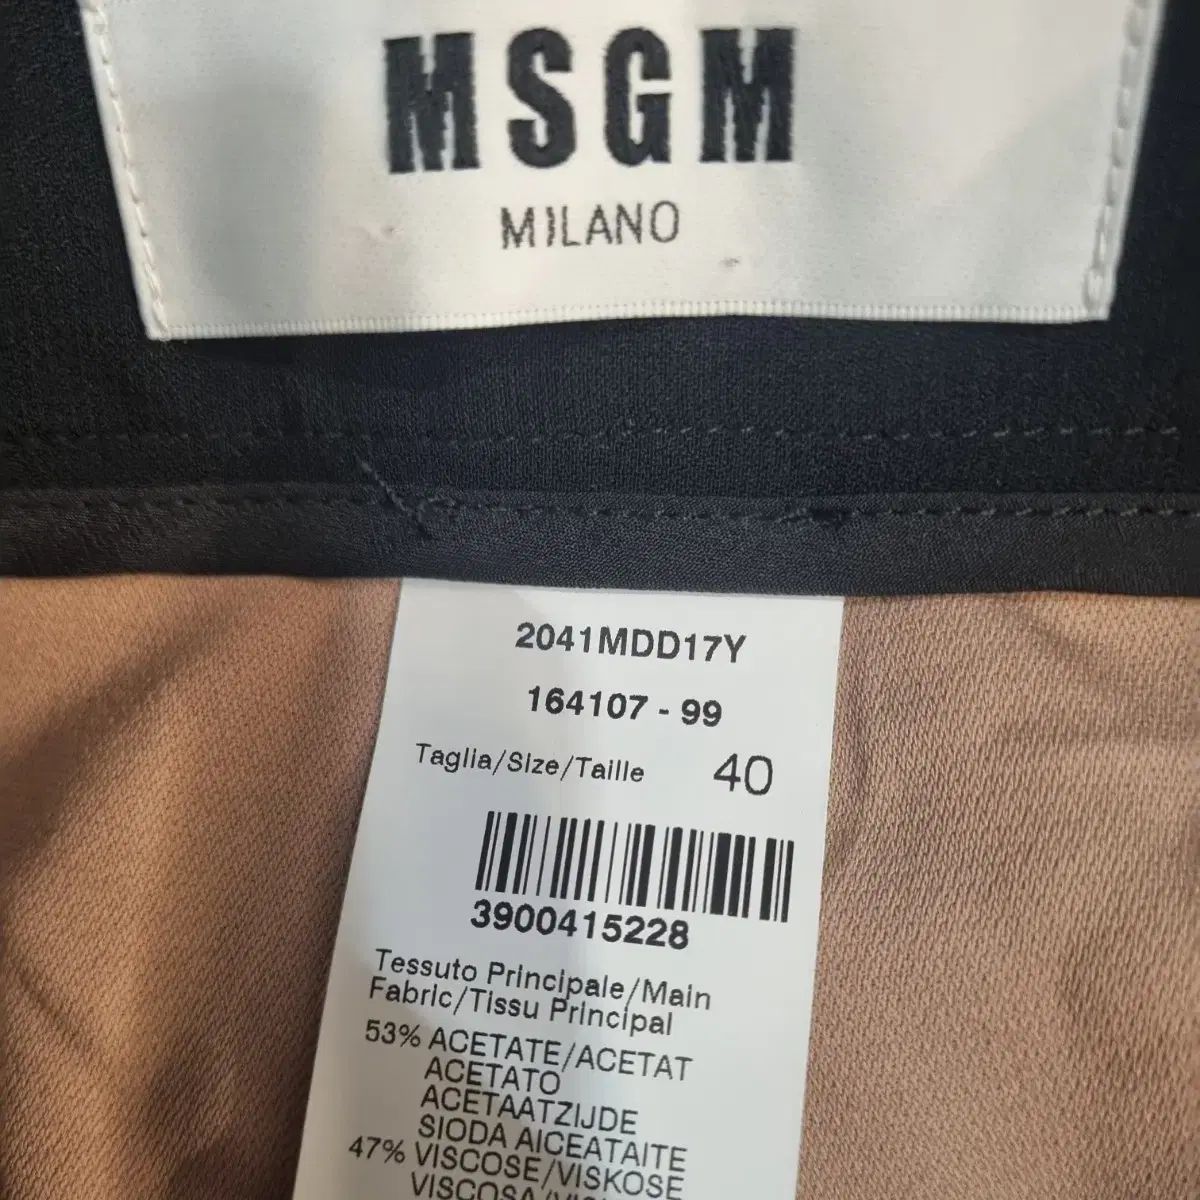 MSGM
MILANO
2041MDD17Y
164107 - 99
Taglia/Size/Taille 40
3900415228
Tessuto Principale/Main
Fabric/Tissu Principal
53% ACETATE/ACETAT
ACETATO
ACETAATZIJDE
SIODA AICEATAITE
47% VISCOSE/VISKOSE
VISCOSA/